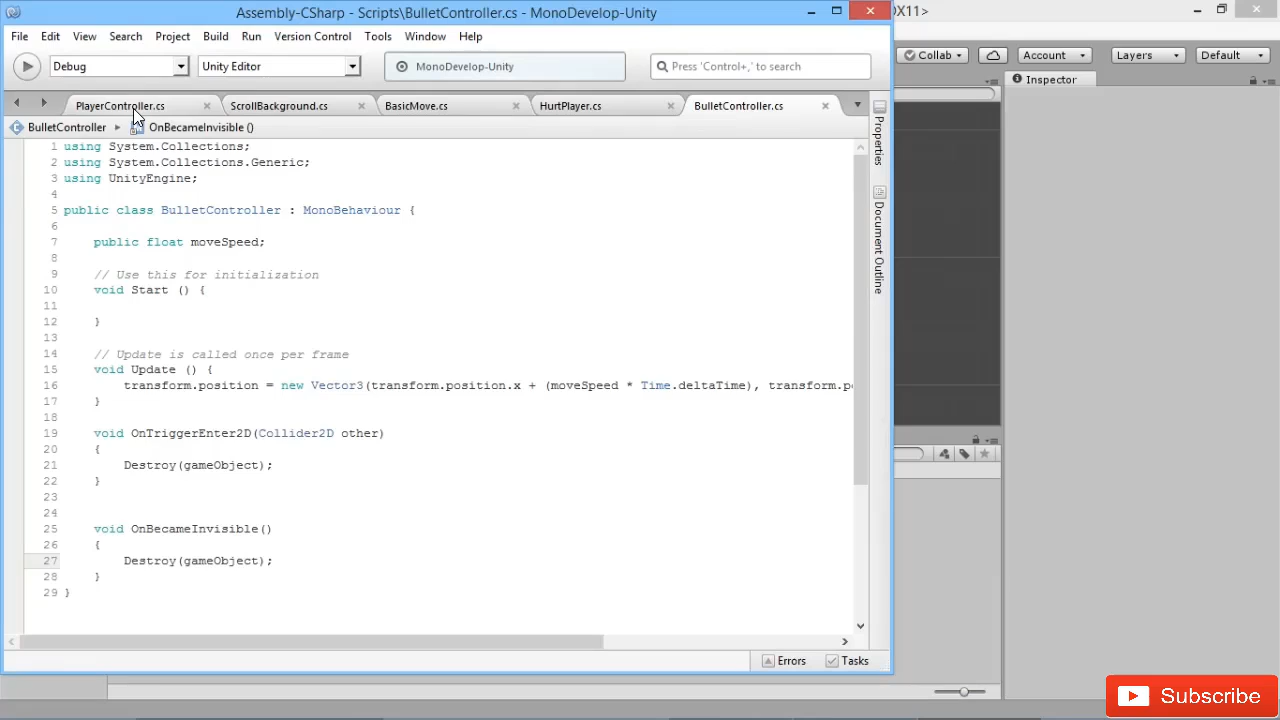 Assembly-CSharp - Scripts\BulletController.cs - MonoDevelop-Unity
DX11>
File Edit View Search Project Build Run Version Control Tools Window Help
Debug Unity Editor MonoDevelop-Unity Press 'Control+,' to search
Collab Account Layers Default
Inspector
PlayerController.cs ScrollBackground.cs BasicMove.cs HurtPlayer.cs BulletController.cs
BulletController OnBecameInvisible ()
Properties
Document Outline
1 using System.Collections;
2 using System.Collections.Generic;
3 using UnityEngine;
4
5 public class BulletController : MonoBehaviour {
6
7 public float moveSpeed;
8
9 // Use this for initialization
10 void Start () {
11
12 }
13
14 // Update is called once per frame
15 void Update () {
16 transform.position = new Vector3(transform.position.x + (moveSpeed * Time.deltaTime), transform.po
17 }
18
19 void OnTriggerEnter2D(Collider2D other)
20 {
21 Destroy(gameObject);
22 }
23
24
25 void OnBecameInvisible()
26 {
27 Destroy(gameObject);
28 }
29 }
Errors Tasks
Subscribe